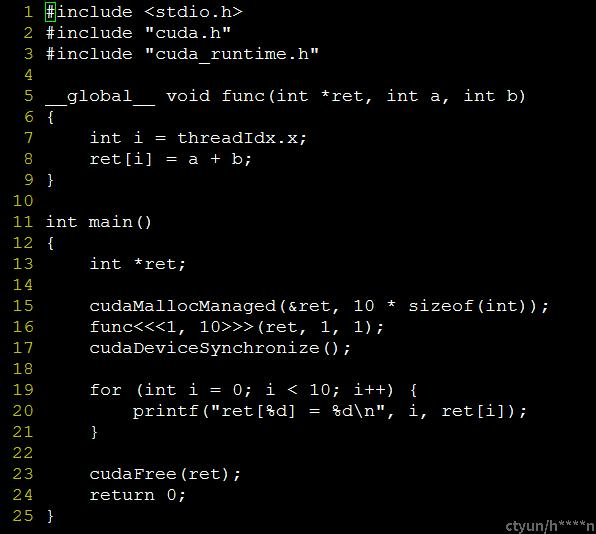 1 #include <stdio.h>
2 #include "cuda.h"
3 #include "cuda_runtime.h"
4
5 __global__ void func(int *ret, int a, int b)
6 {
7     int i = threadIdx.x;
8     ret[i] = a + b;
9 }
10
11 int main()
12 {
13     int *ret;
14
15     cudaMallocManaged(&ret, 10 * sizeof(int));
16     func<<<1, 10>>>(ret, 1, 1);
17     cudaDeviceSynchronize();
18
19     for (int i = 0; i < 10; i++) {
20         printf("ret[%d] = %d\n", i, ret[i]);
21     }
22
23     cudaFree(ret);
24     return 0;
25 }
ctyun/h****n